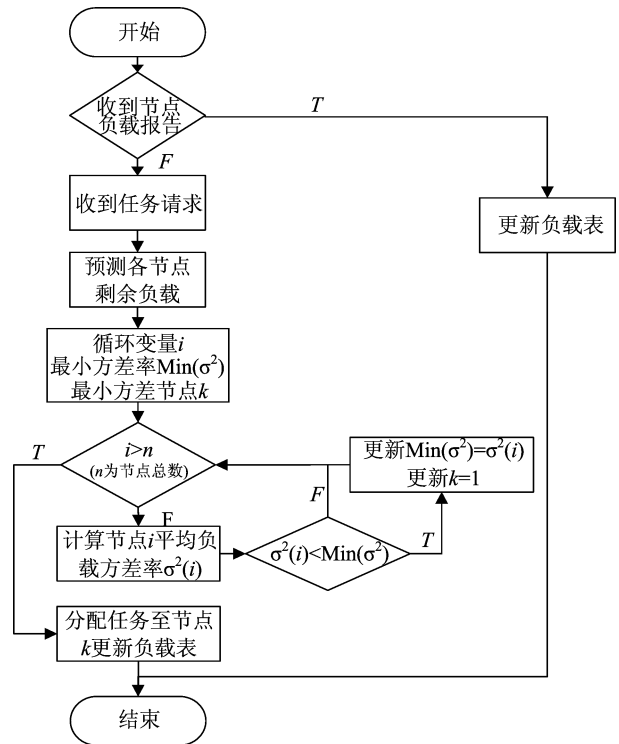 开始
收到节点
负载报告
T
F
收到任务请求
更新负载表
预测各节点
剩余负载
循环变量i
最小方差率Min(σ²)
最小方差节点k
T
i>n
(n为节点总数)
更新Min(σ²)=σ²(i)
更新k=1
F
F
计算节点i平均负
载方差率σ²(i)
σ²(i)<Min(σ²)
T
分配任务至节点
k更新负载表
结束